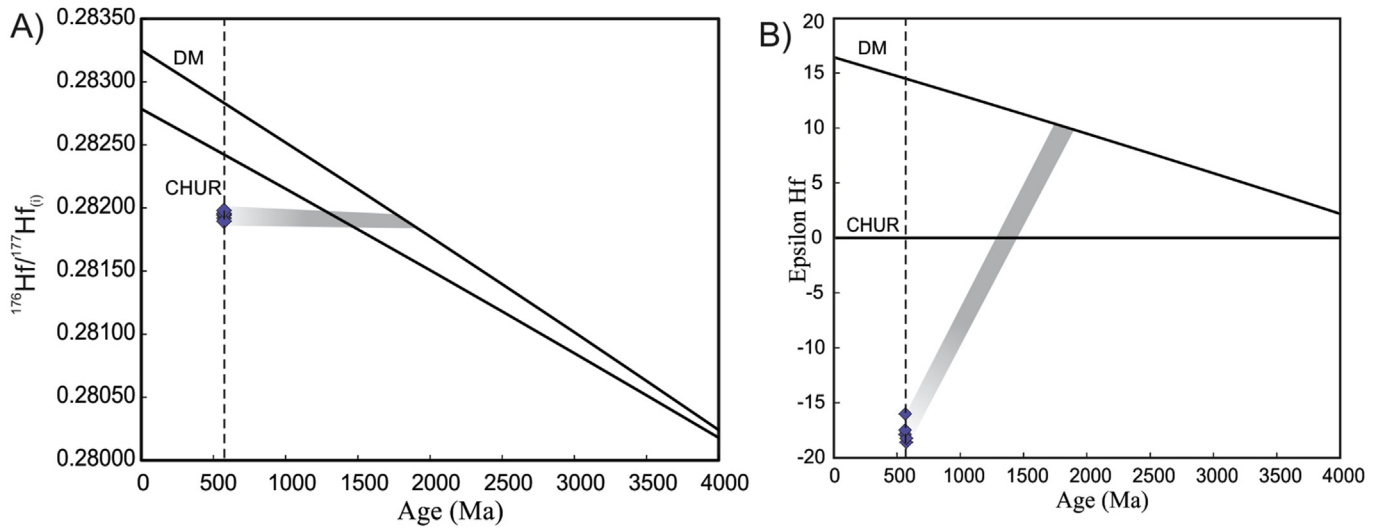 A)
0.28350
0.28300
0.28250
0.28200
0.28150
0.28100
0.28050
0.28000
¹⁷⁶Hf/¹⁷⁷Hf₍ᵢ₎
DM
CHUR
0 500 1000 1500 2000 2500 3000 3500 4000
Age (Ma)
B)
20
15
10
5
0
-5
-10
-15
-20
Epsilon Hf
DM
CHUR
0 500 1000 1500 2000 2500 3000 3500 4000
Age (Ma)